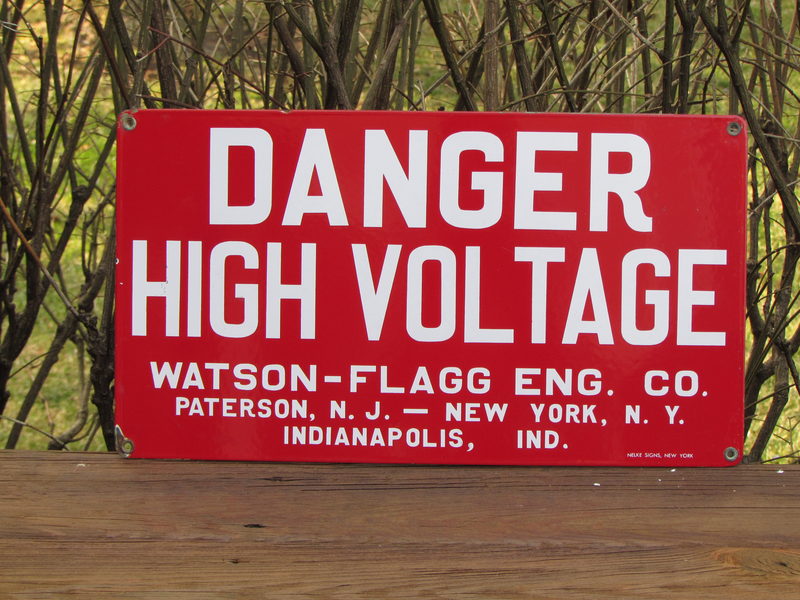 DANGER
HIGH VOLTAGE
WATSON-FLAGG ENG. CO.
PATERSON, N. J. — NEW YORK, N. Y.
INDIANAPOLIS, IND.
NELKE SIGNS, NEW YORK